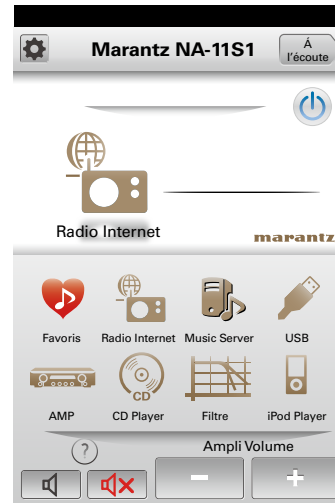 Marantz NA-11S1
Á
l'écoute
Radio Internet
marantz
Favoris
Radio Internet
Music Server
USB
CD
AMP
CD Player
Filtre
iPod Player
?
Ampli Volume